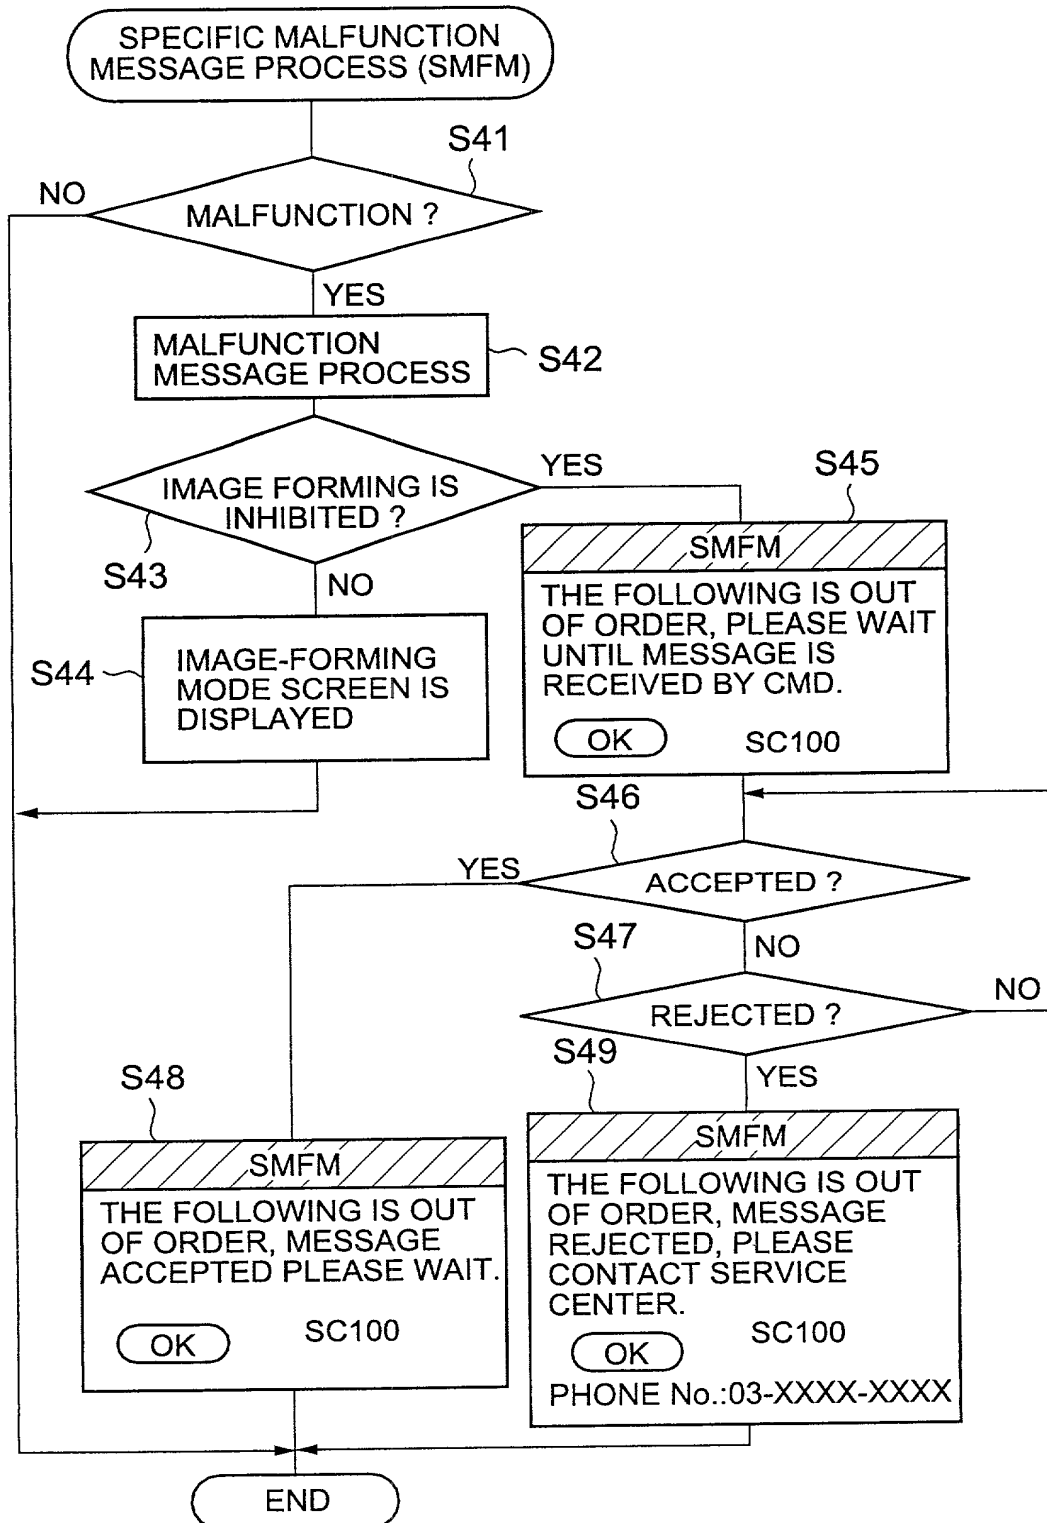 SPECIFIC MALFUNCTION
MESSAGE PROCESS (SMFM)
S41
NO
MALFUNCTION ?
YES
MALFUNCTION
MESSAGE PROCESS
S42
YES
S45
IMAGE FORMING IS
INHIBITED ?
S43
NO
SMFM
THE FOLLOWING IS OUT
OF ORDER, PLEASE WAIT
UNTIL MESSAGE IS
RECEIVED BY CMD.
OK
SC100
S44
IMAGE-FORMING
MODE SCREEN IS
DISPLAYED
S46
YES
ACCEPTED ?
NO
S47
REJECTED ?
NO
YES
S48
SMFM
THE FOLLOWING IS OUT
OF ORDER, MESSAGE
ACCEPTED PLEASE WAIT.
OK
SC100
S49
SMFM
THE FOLLOWING IS OUT
OF ORDER, MESSAGE
REJECTED, PLEASE
CONTACT SERVICE
CENTER.
OK
SC100
PHONE No.:03-XXXX-XXXX
END